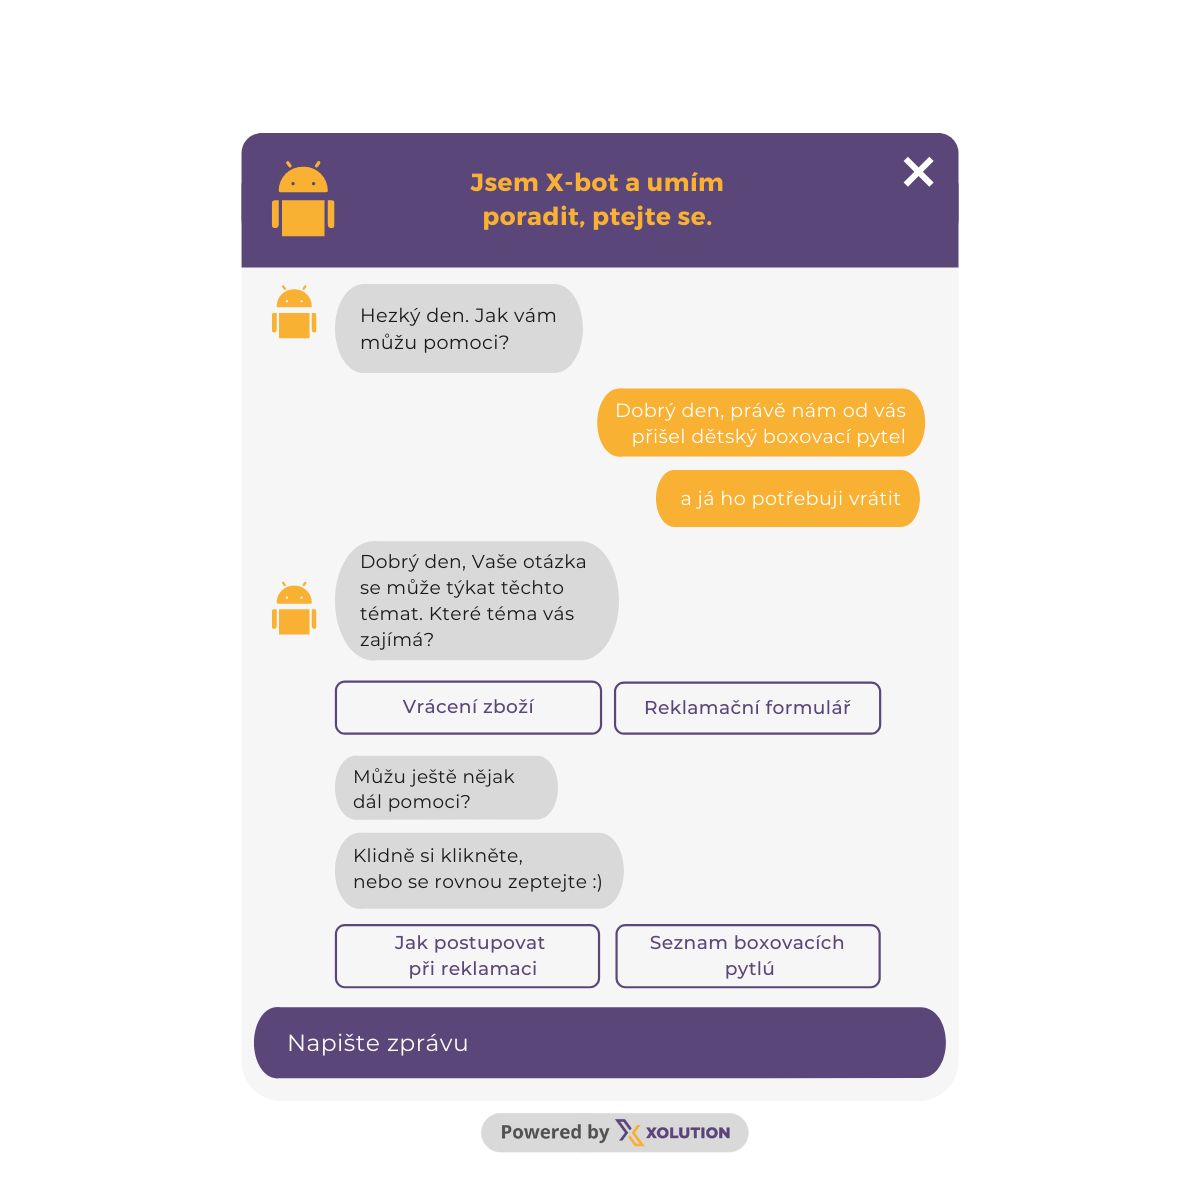 Jsem X-bot a umím
poradit, ptejte se.
Hezký den. Jak vám
můžu pomoci?
Dobrý den, právě nám od vás
přišel dětský boxovací pytel
a já ho potřebuji vrátit
Dobrý den, Vaše otázka
se může týkat těchto
témat. Které téma vás
zajímá?
Vrácení zboží
Reklamační formulář
Můžu ještě nějak
dál pomoci?
Klidně si klikněte,
nebo se rovnou zeptejte :)
Jak postupovat
při reklamaci
Seznam boxovacích
pytlú
Napište zprávu
Powered by XOLUTION